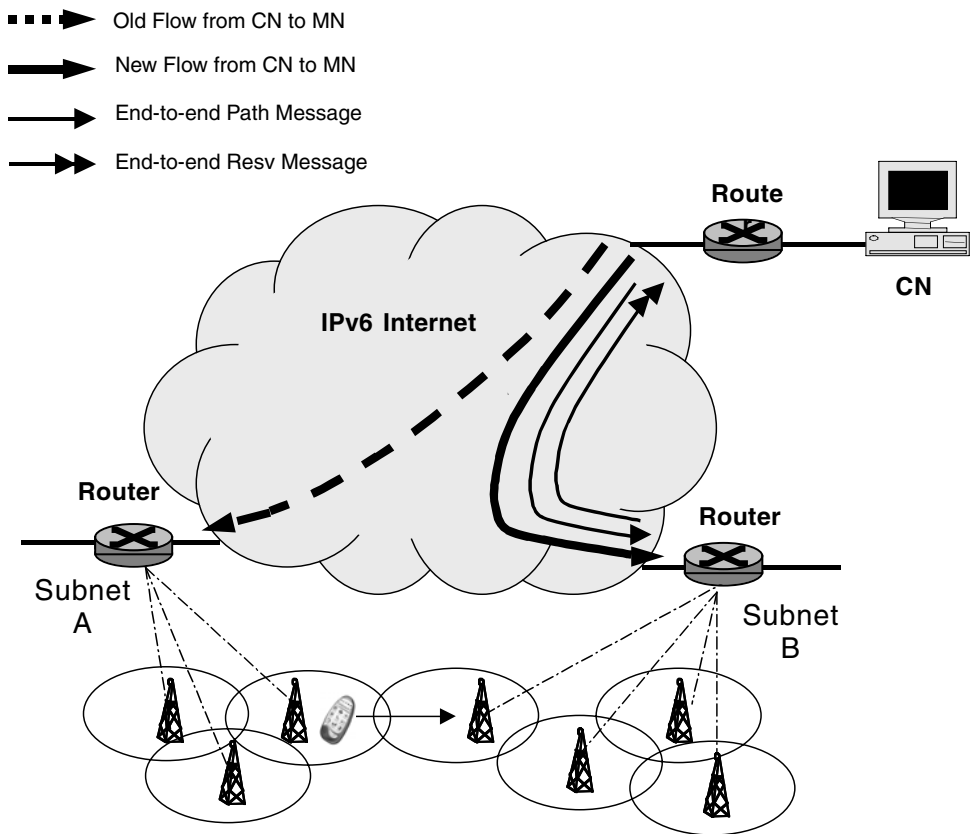 Old Flow from CN to MN
New Flow from CN to MN
End-to-end Path Message
End-to-end Resv Message
Route
CN
IPv6 Internet
Router
Router
Subnet
A
Subnet
B